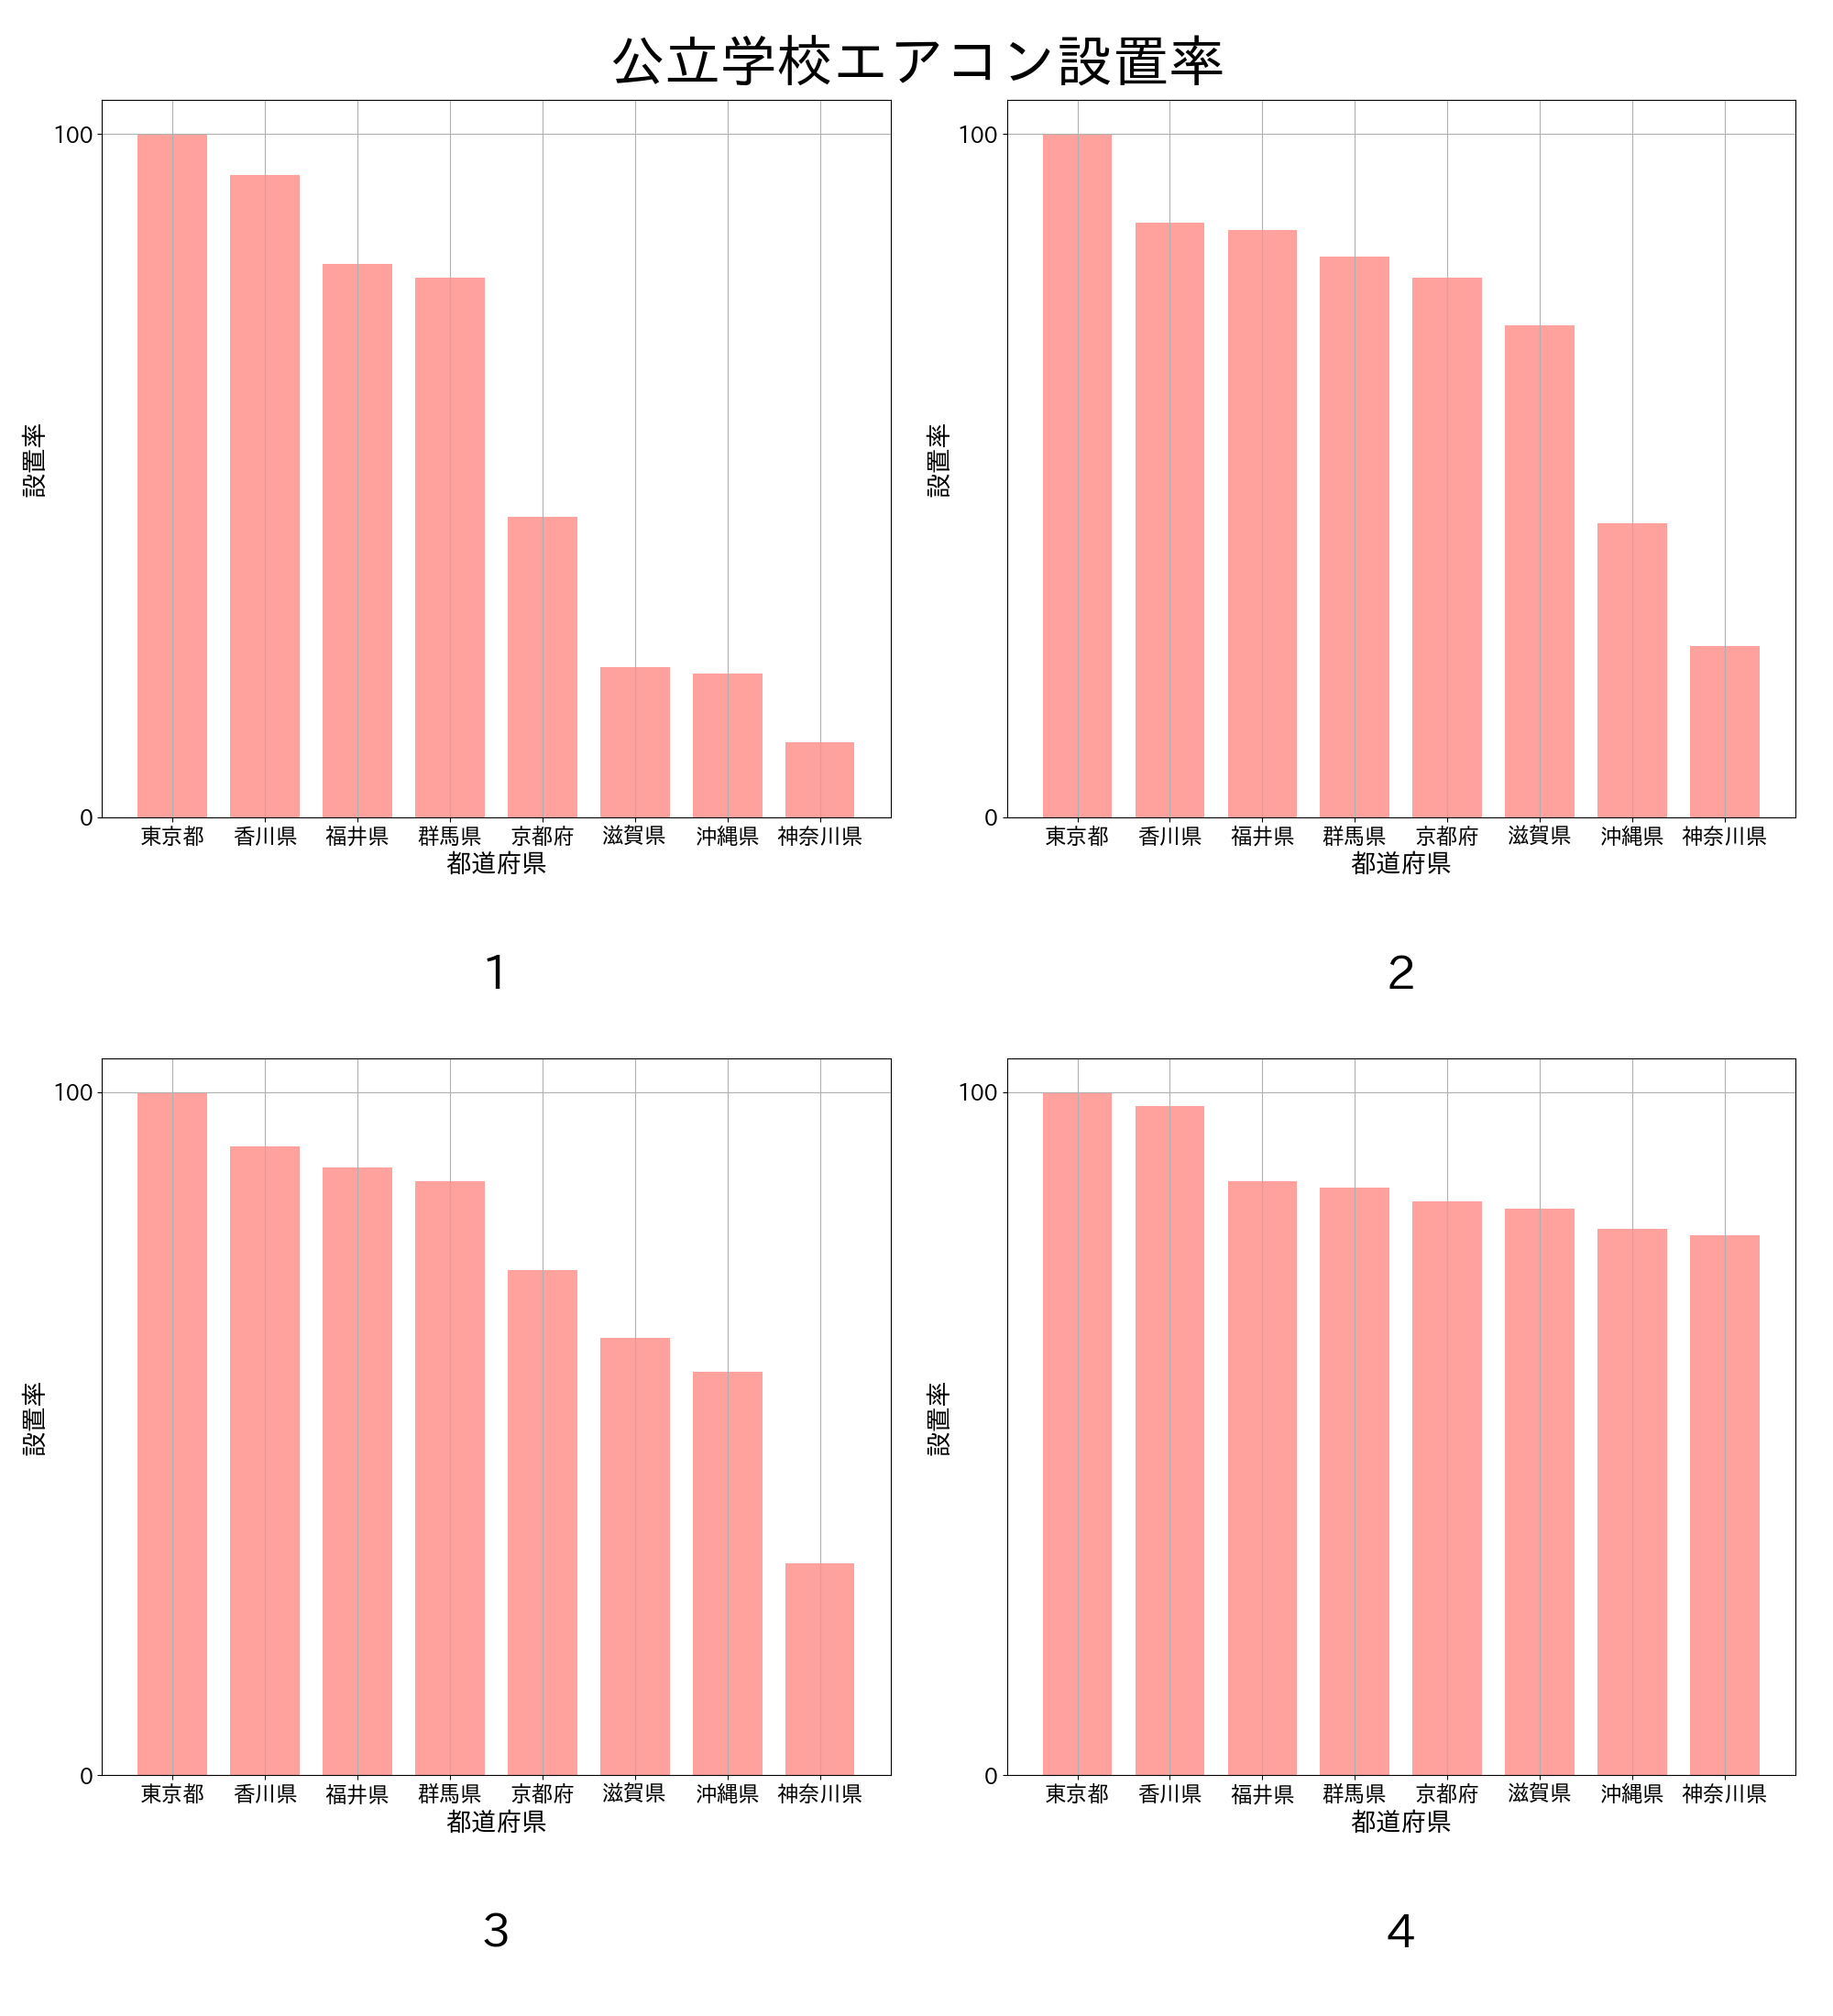 公立学校エアコン設置率
100
0
設置率
東京都 香川県 福井県 群馬県 京都府 滋賀県 沖縄県 神奈川県
都道府県
1
100
0
設置率
東京都 香川県 福井県 群馬県 京都府 滋賀県 沖縄県 神奈川県
都道府県
2
100
0
設置率
東京都 香川県 福井県 群馬県 京都府 滋賀県 沖縄県 神奈川県
都道府県
3
100
0
設置率
東京都 香川県 福井県 群馬県 京都府 滋賀県 沖縄県 神奈川県
都道府県
4